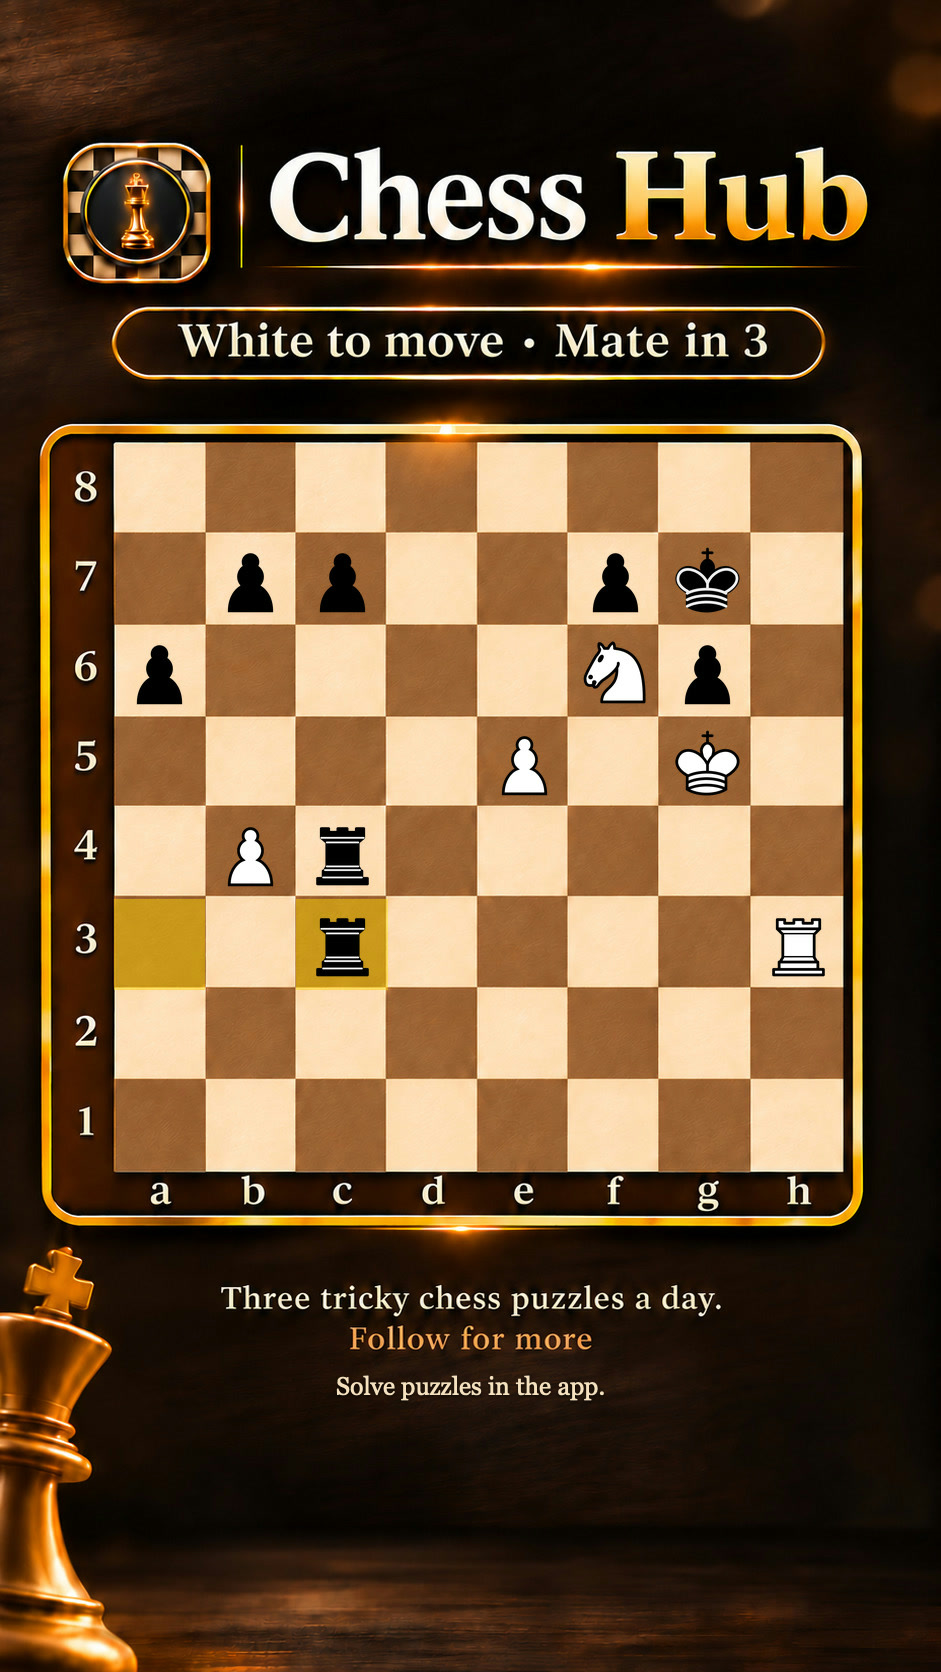 Chess Hub
White to move • Mate in 3
8
7
6
5
4
3
2
1
a b c d e f g h
Three tricky chess puzzles a day.
Follow for more
Solve puzzles in the app.